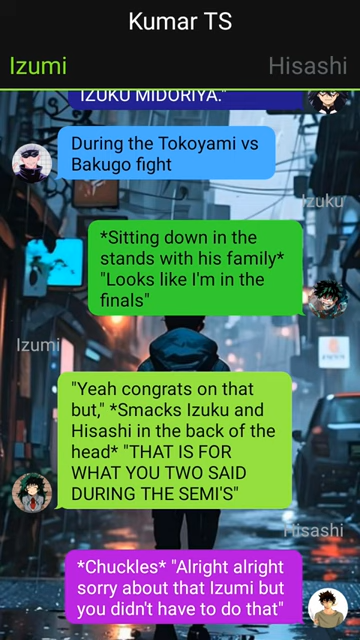 Kumar TS
Izumi
Hisashi
IZUKU MIDORIYA."
During the Tokoyami vs
Bakugo fight
Izuku
*Sitting down in the
stands with his family*
"Looks like I'm in the
finals"
Izumi
"Yeah congrats on that
but," *Smacks Izuku and
Hisashi in the back of the
head* "THAT IS FOR
WHAT YOU TWO SAID
DURING THE SEMI'S"
Hisashi
*Chuckles* "Alright alright
sorry about that Izumi but
you didn't have to do that"